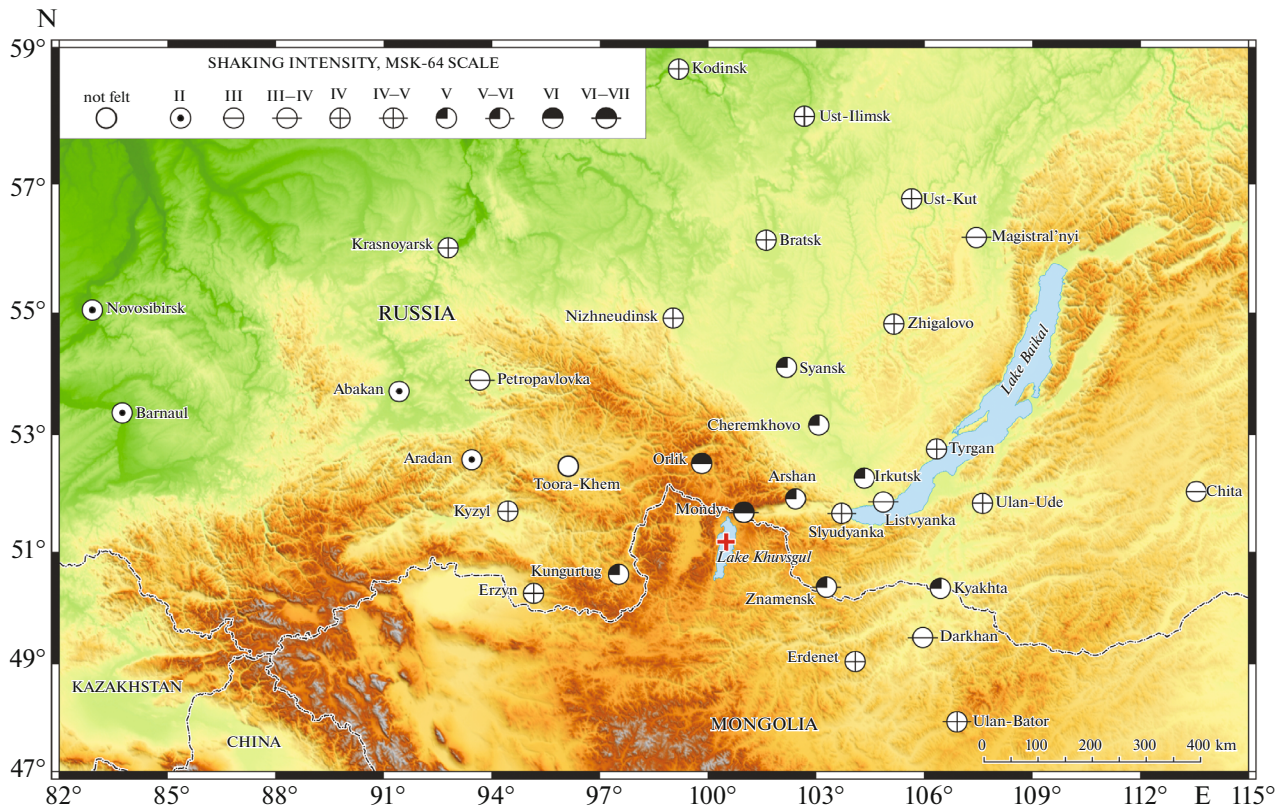 N
59°
SHAKING INTENSITY, MSK-64 SCALE
not felt II III III–IV IV IV–V V V–VI VI VI–VII
Kodinsk
Ust-Ilimsk
57°
Ust-Kut
Krasnoyarsk
Bratsk
Magistral'nyi
55°
Novosibirsk
RUSSIA
Nizhneudinsk
Zhigalovo
Lake Baikal
Syansk
Abakan
Petropavlovka
Barnaul
Cheremkhovo
53°
Tyrgan
Aradan
Toora-Khem
Orlik
Arshan
Irkutsk
Chita
Kyzyl
Mondy
Slyudyanka
Listvyanka
Ulan-Ude
51°
Lake Khuvsgul
Kungurtug
Erzyn
Znamensk
Kyakhta
Darkhan
49°
Erdenet
KAZAKHSTAN
MONGOLIA
Ulan-Bator
CHINA
0 100 200 300 400 km
47°
82° 85° 88° 91° 94° 97° 100° 103° 106° 109° 112° E 115°